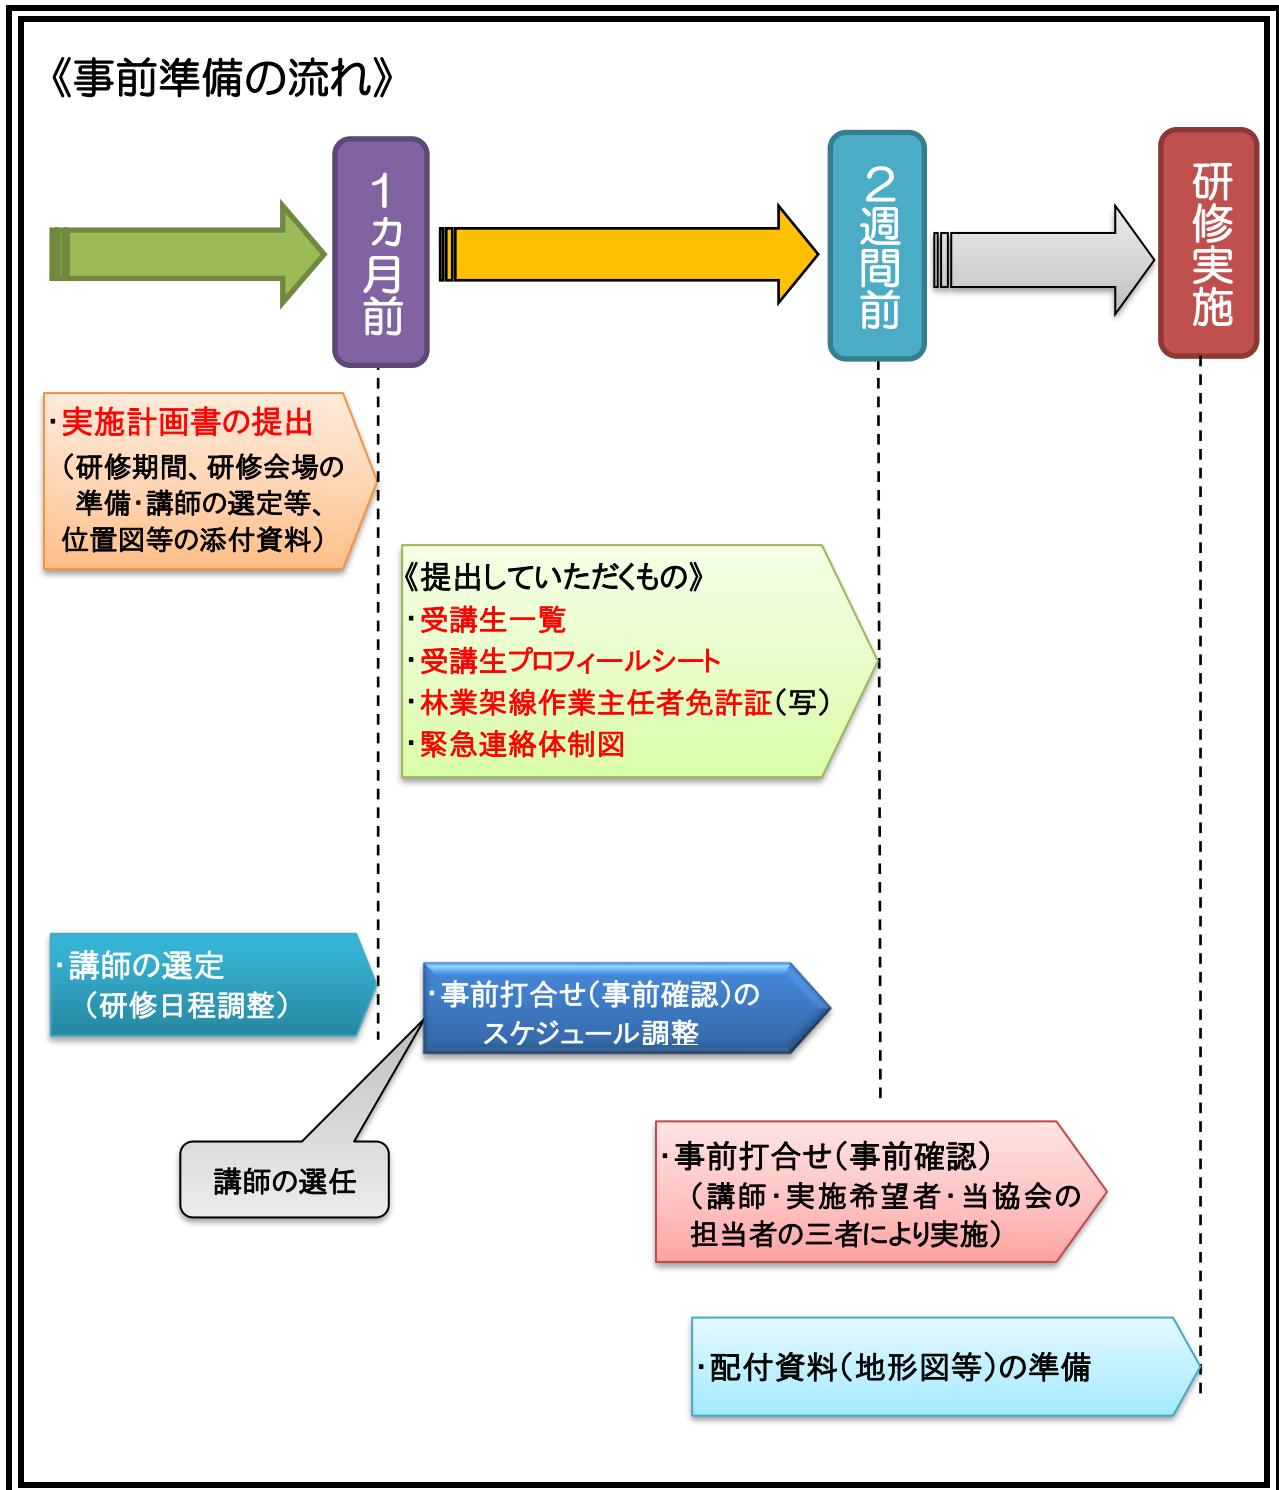 《事前準備の流れ》
1ヵ月前
2週間前
研修実施
・実施計画書の提出
（研修期間、研修会場の
準備・講師の選定等、
位置図等の添付資料）
《提出していただくもの》
・受講生一覧
・受講生プロフィールシート
・林業架線作業主任者免許証（写）
・緊急連絡体制図
・講師の選定
（研修日程調整）
・事前打合せ（事前確認）の
スケジュール調整
講師の選任
・事前打合せ（事前確認）
（講師・実施希望者・当協会の
担当者の三者により実施）
・配付資料（地形図等）の準備